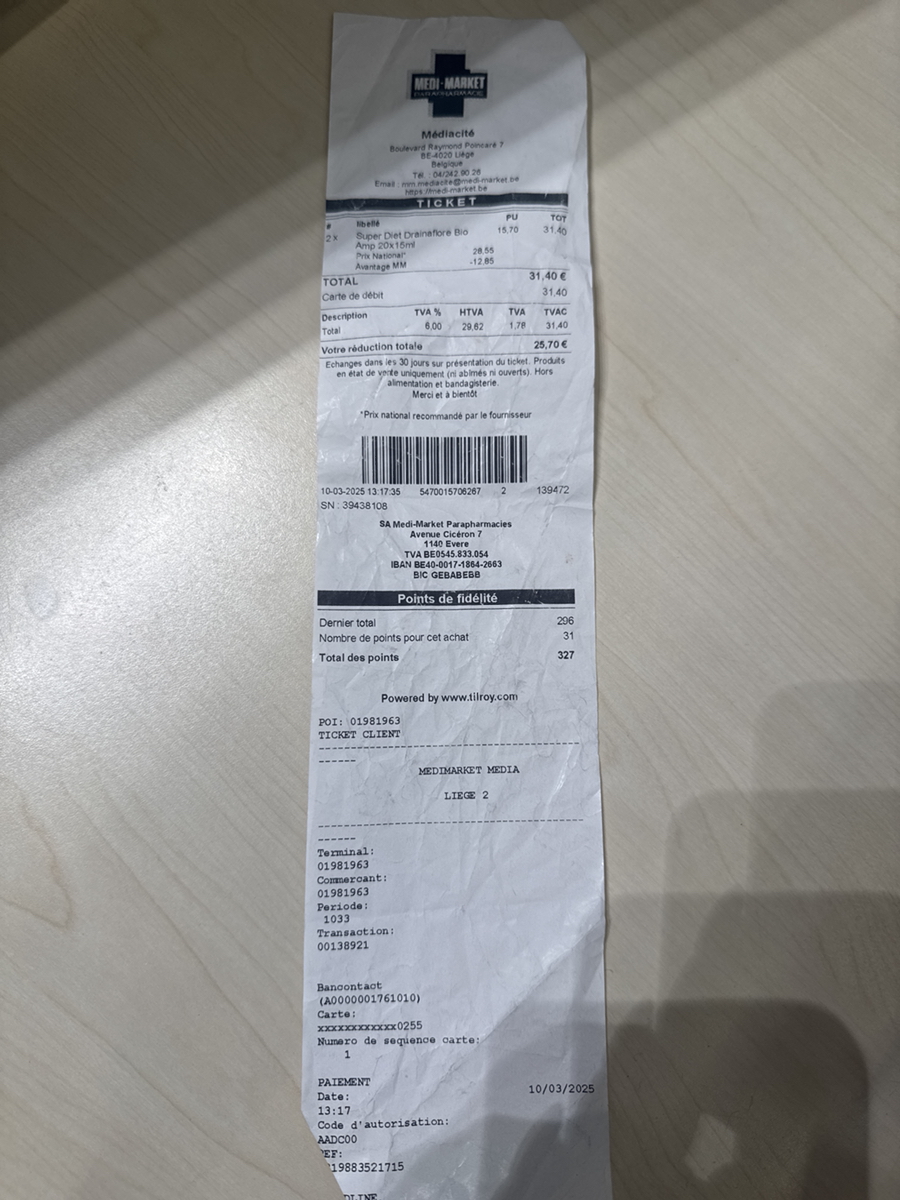 MEDI-MARKET
PARAPHARMACIE
Médiacité
Boulevard Raymond Poincaré 7
BE-4020 Liège
Belgique
Tél. : 04/242 90 26
Email : mm.mediacite@medi-market.be
https://medi-market.be
TICKET
# libellé PU TOT
2 x Super Diet Drainaflore Bio 15,70 31,40
Amp 20x15ml
Prix National* 28.55
Avantage MM -12,85
TOTAL 31,40 €
Carte de débit 31,40
Description TVA % HTVA TVA TVAC
Total 6,00 29,62 1,78 31,40
Votre réduction totale 25,70 €
Echanges dans les 30 jours sur présentation du ticket. Produits
en état de vente uniquement (ni abîmés ni ouverts). Hors
alimentation et bandagisterie.
Merci et à bientôt
*Prix national recommandé par le fournisseur
10-03-2025 13:17:35 5470015706267 2 139472
SN : 39438108
SA Medi-Market Parapharmacies
Avenue Cicéron 7
1140 Evere
TVA BE0545.833.054
IBAN BE40-0017-1864-2663
BIC GEBABEBB
Points de fidélité
Dernier total 296
Nombre de points pour cet achat 31
Total des points 327
Powered by www.tilroy.com
POI: 01981963
TICKET CLIENT
--------------------------------------
------
MEDIMARKET MEDIA
LIEGE 2
--------------------------------------
------
Terminal:
01981963
Commercant:
01981963
Periode:
1033
Transaction:
00138921
Bancontact
(A0000001761010)
Carte:
xxxxxxxxxxxx0255
Numero de sequence carte:
1
PAIEMENT
Date: 10/03/2025
13:17
Code d'autorisation:
AADC00
EF:
19883521715